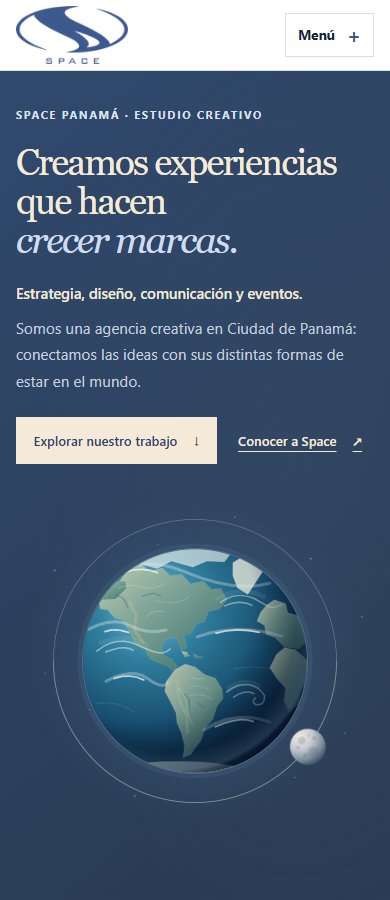 SPACE
Menú +
SPACE PANAMÁ · ESTUDIO CREATIVO
Creamos experiencias
que hacen
crecer marcas.
Estrategia, diseño, comunicación y eventos.
Somos una agencia creativa en Ciudad de Panamá:
conectamos las ideas con sus distintas formas de
estar en el mundo.
Explorar nuestro trabajo ↓
Conocer a Space ↗